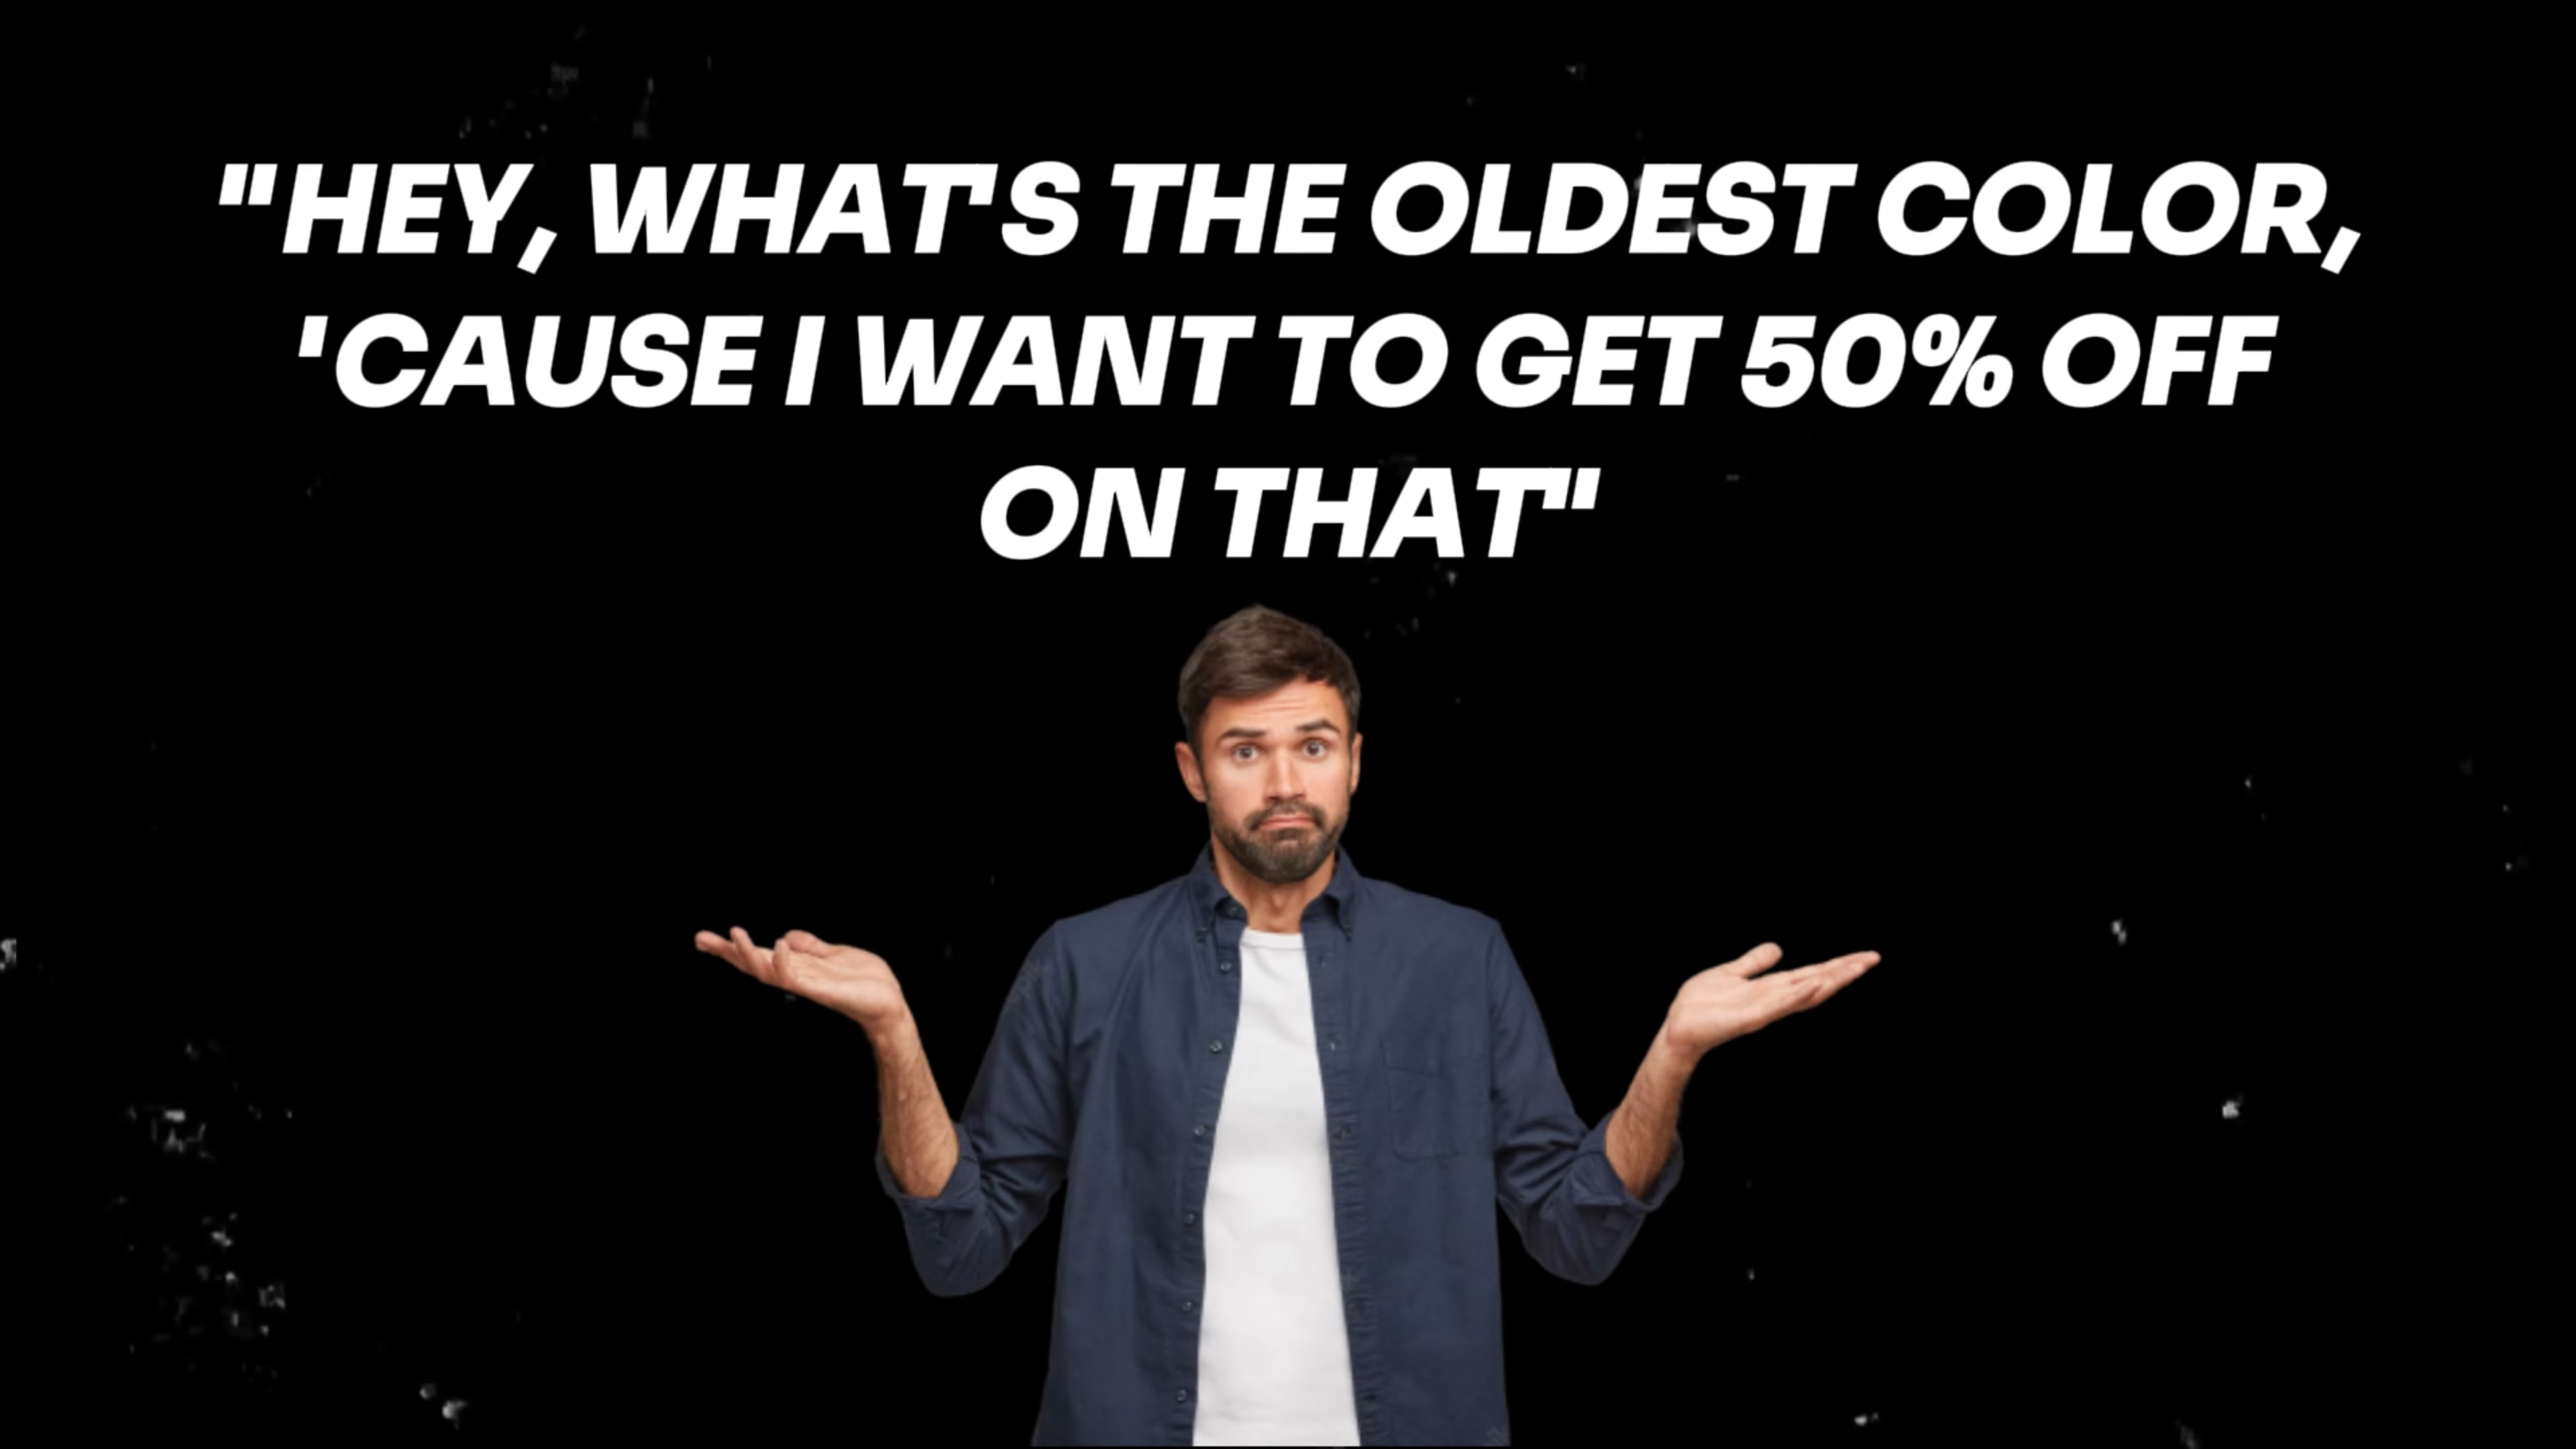 "HEY, WHAT'S THE OLDEST COLOR,
'CAUSE I WANT TO GET 50% OFF
ON THAT"